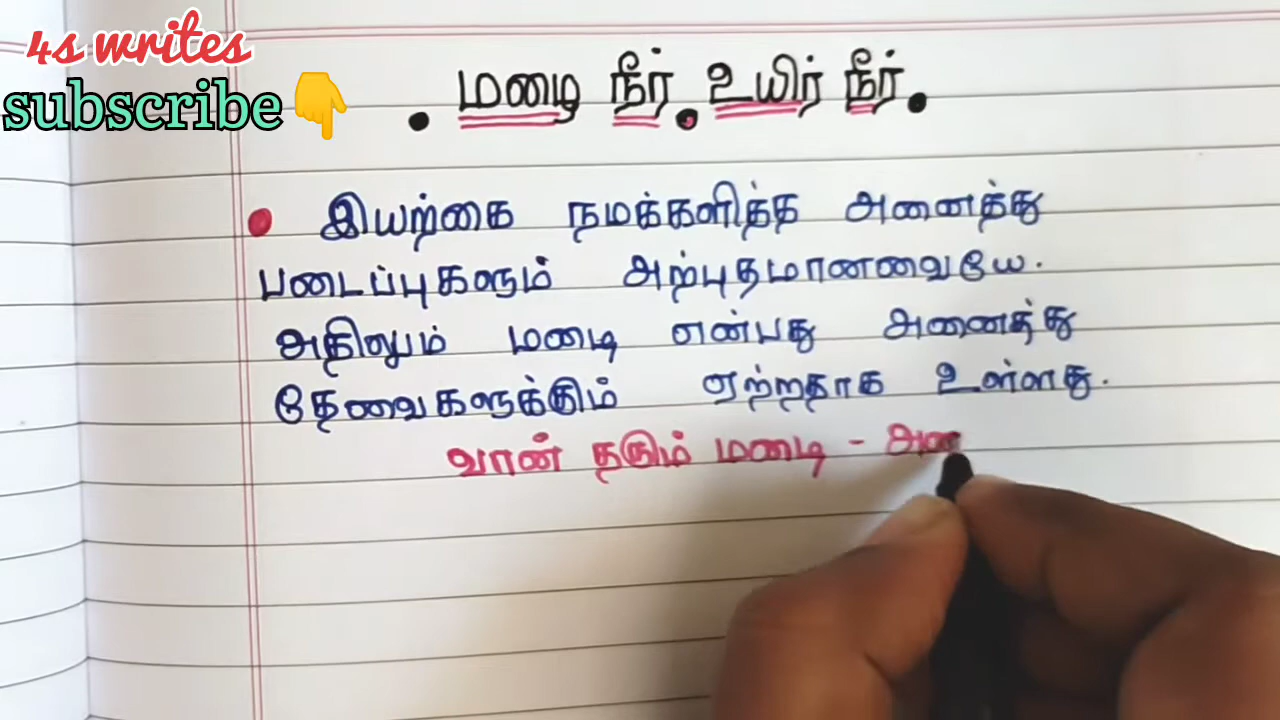 4s writes
subscribe
மழை நீர் உயிர் நீர்
இயற்கை நமக்களித்த அனைத்து
படைப்புகளும் அற்புதமானவையே.
அதிலும் மழை என்பது அனைத்து
தேவைகளுக்கும் ஏற்றதாக உள்ளது.
வான் தரும் மழை -